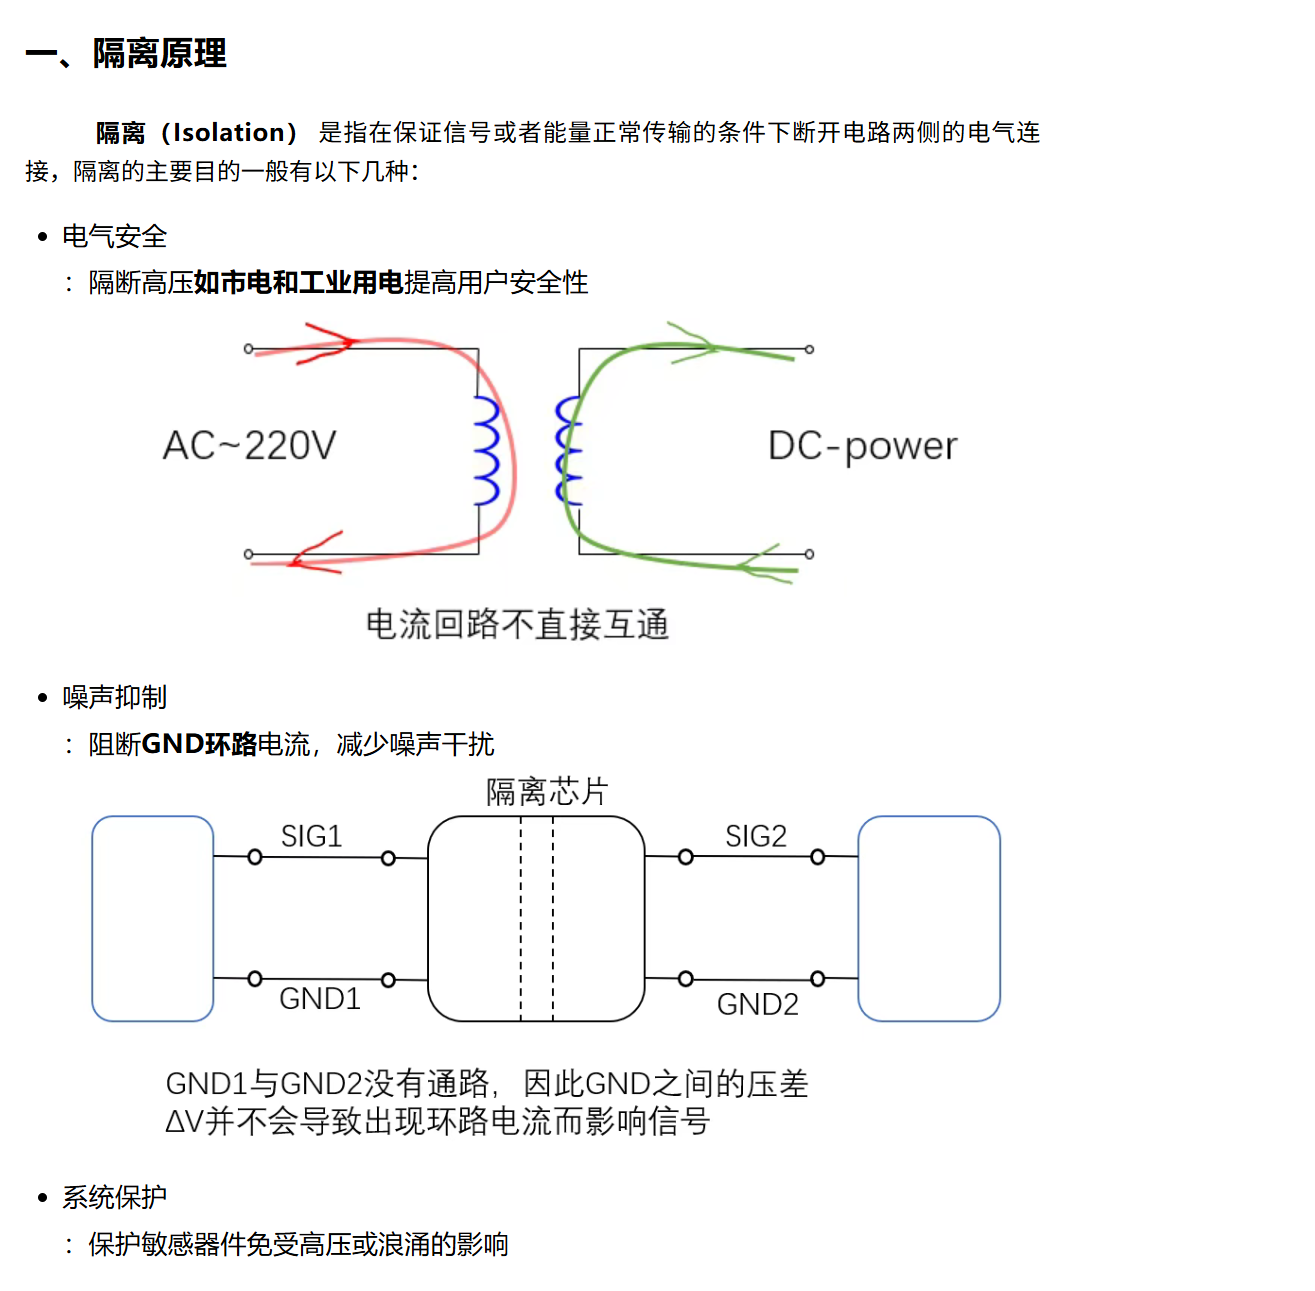 一、隔离原理
隔离（Isolation） 是指在保证信号或者能量正常传输的条件下断开电路两侧的电气连
接，隔离的主要目的一般有以下几种：
电气安全
：隔断高压如市电和工业用电提高用户安全性
AC~220V
DC-power
电流回路不直接互通
噪声抑制
：阻断GND环路电流，减少噪声干扰
隔离芯片
SIG1
SIG2
GND1
GND2
GND1与GND2没有通路，因此GND之间的压差
ΔV并不会导致出现环路电流而影响信号
系统保护
：保护敏感器件免受高压或浪涌的影响